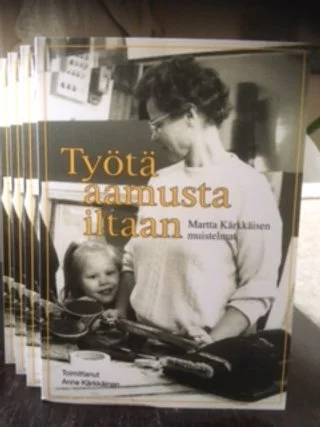 Työtä
aamusta
iltaan
Martta Kärkkäisen
muistelmat
Toimittanut
Anne Kärkkäinen